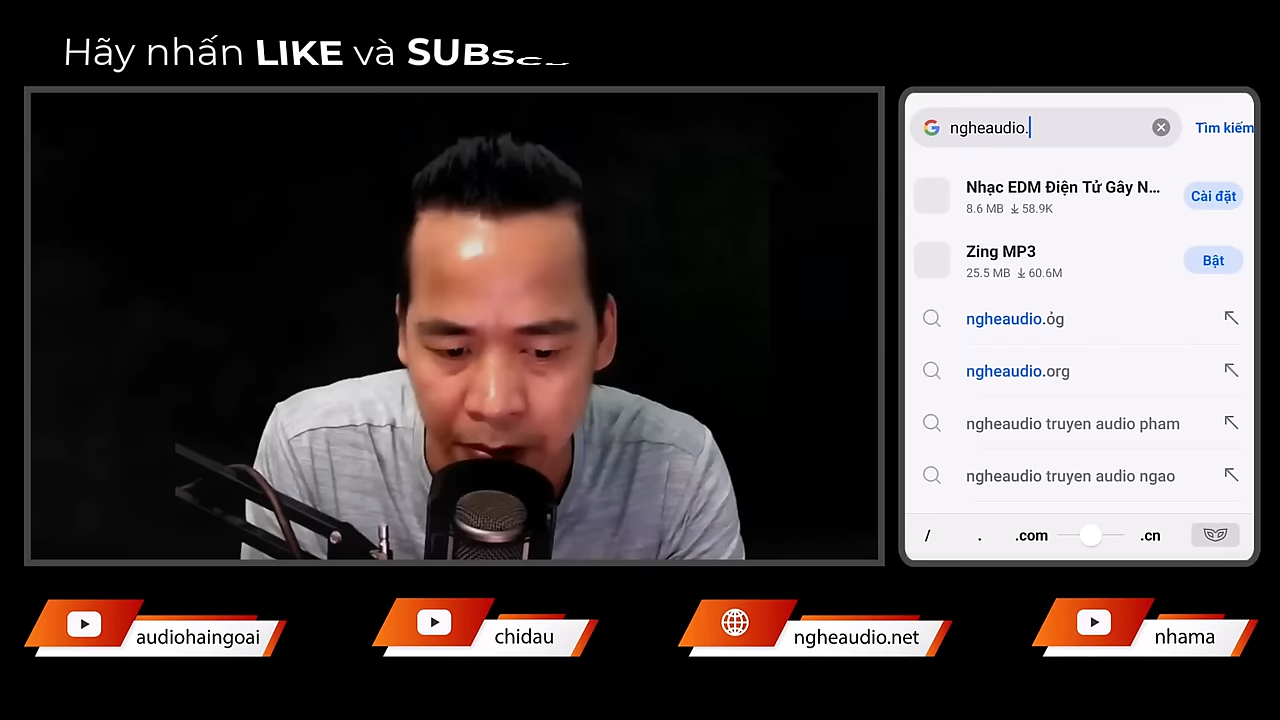 Hãy nhấn LIKE và SUBSC
ngheaudio.
Tìm kiếm
Nhạc EDM Điện Tử Gây N...
8.6 MB 58.9K
Cài đặt
Zing MP3
25.5 MB 60.6M
Bật
ngheaudio.ỏg
ngheaudio.org
ngheaudio truyen audio pham
ngheaudio truyen audio ngao
/ . .com .cn
audiohaingoai
chidau
ngheaudio.net
nhama